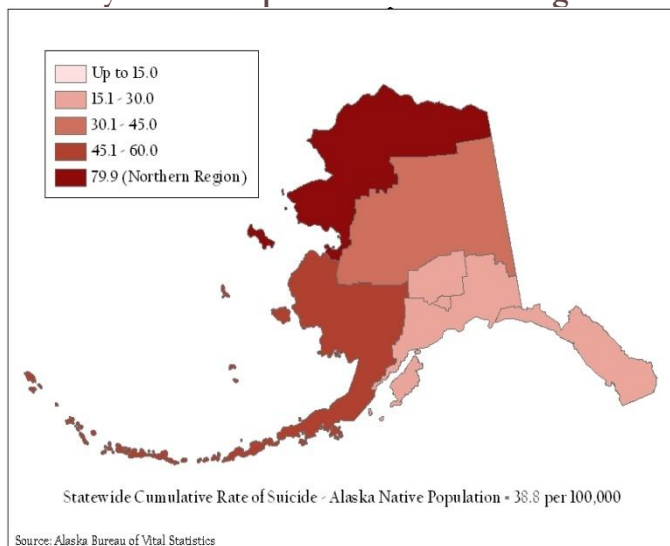 Up to 15.0
15.1 - 30.0
30.1 - 45.0
45.1 - 60.0
79.9 (Northern Region)
Statewide Cumulative Rate of Suicide - Alaska Native Population = 38.8 per 100,000
Source: Alaska Bureau of Vital Statistics